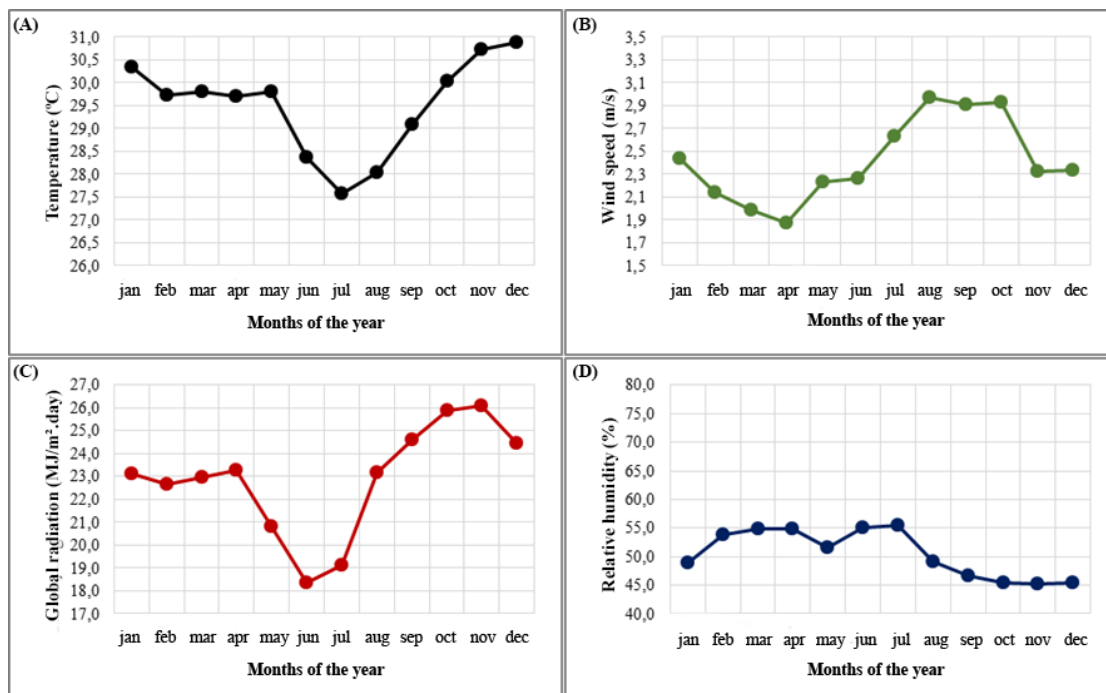 (A)
Temperature (ºC)
31,0
30,5
30,0
29,5
29,0
28,5
28,0
27,5
27,0
26,5
26,0
jan feb mar apr may jun jul aug sep oct nov dec
Months of the year
(B)
Wind speed (m/s)
3,5
3,3
3,1
2,9
2,7
2,5
2,3
2,1
1,9
1,7
1,5
jan feb mar apr may jun jul aug sep oct nov dec
Months of the year
(C)
Global radiation (MJ/m².day)
27,0
26,0
25,0
24,0
23,0
22,0
21,0
20,0
19,0
18,0
17,0
jan feb mar apr may jun jul aug sep oct nov dec
Months of the year
(D)
Relative humidity (%)
80,0
75,0
70,0
65,0
60,0
55,0
50,0
45,0
40,0
jan feb mar apr may jun jul aug sep oct nov dec
Months of the year